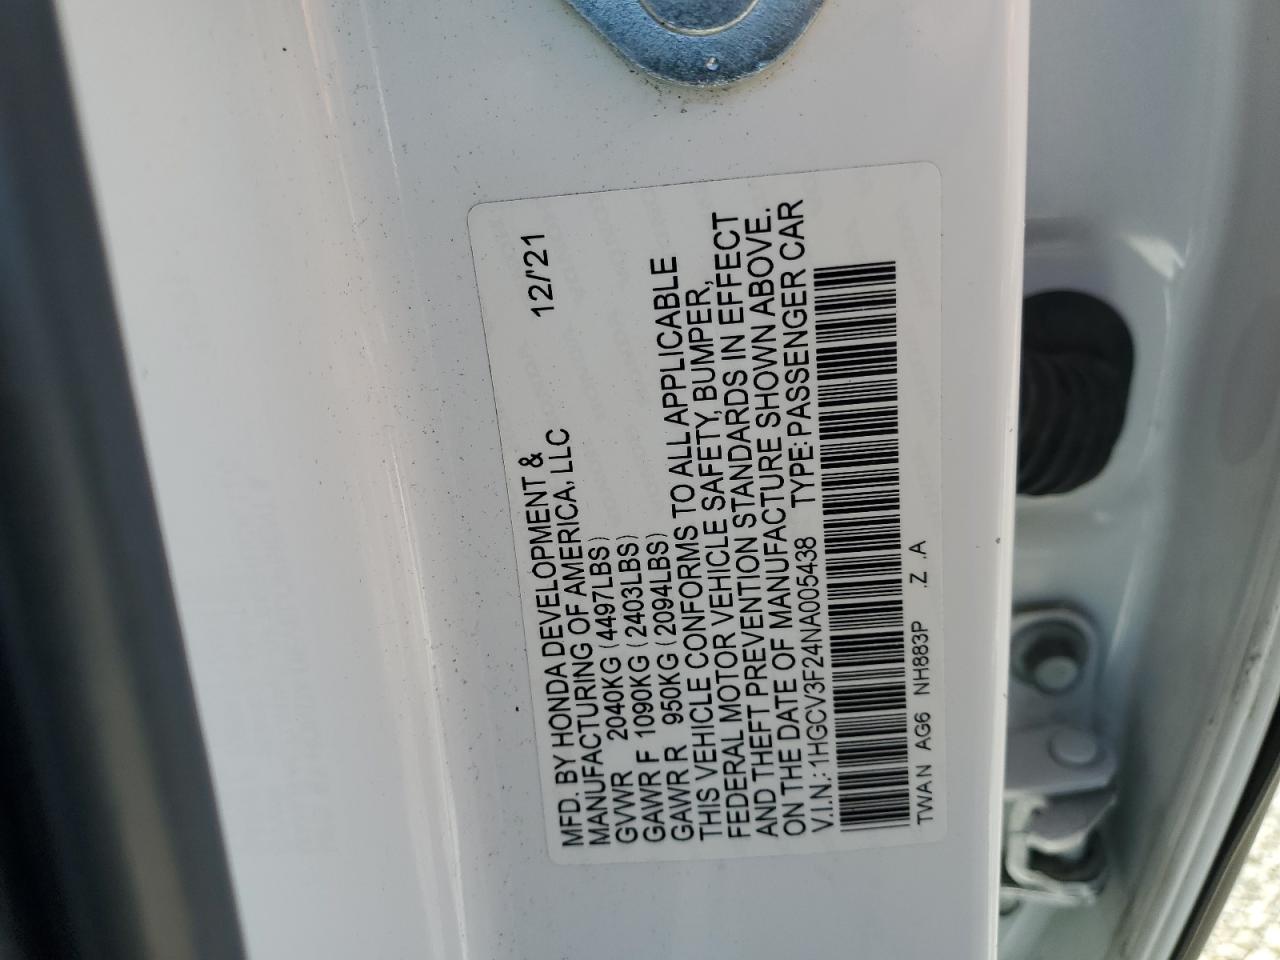 MFD. BY HONDA DEVELOPMENT &
MANUFACTURING OF AMERICA, LLC 12/'21
GVWR 2040KG (4497LBS)
GAWR F 1090KG (2403LBS)
GAWR R 950KG (2094LBS)
THIS VEHICLE CONFORMS TO ALL APPLICABLE
FEDERAL MOTOR VEHICLE SAFETY, BUMPER,
AND THEFT PREVENTION STANDARDS IN EFFECT
ON THE DATE OF MANUFACTURE SHOWN ABOVE.
V.I.N.: 1HGCV3F24NA005438 TYPE: PASSENGER CAR
TWAN AG6 NH883P .Z .A